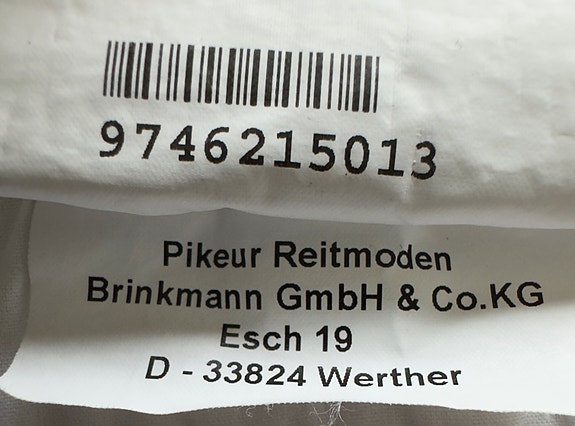 9746215013
Pikeur Reitmoden
Brinkmann GmbH & Co.KG
Esch 19
D - 33824 Werther